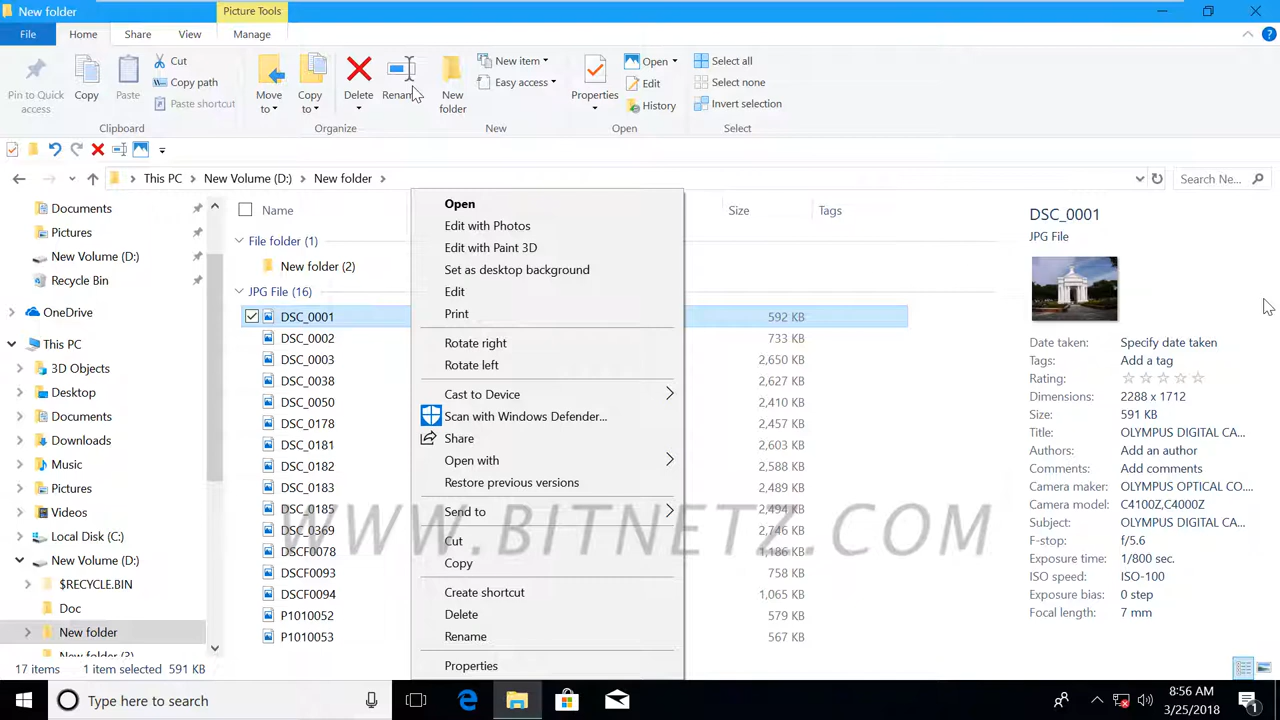 New folder
Picture Tools
File Home Share View Manage
Pin to Quick access
Copy
Paste
Cut
Copy path
Paste shortcut
Clipboard
Move to
Copy to
Delete
Rename
Organize
New folder
New item
Easy access
New
Properties
Open
Edit
History
Open
Select all
Select none
Invert selection
Select
This PC New Volume (D:) New folder
Search Ne...
Documents
Pictures
New Volume (D:)
Recycle Bin
OneDrive
This PC
3D Objects
Desktop
Documents
Downloads
Music
Pictures
Videos
Local Disk (C:)
New Volume (D:)
$RECYCLE.BIN
Doc
New folder
New folder (2)
Name Size Tags
File folder (1)
New folder (2)
JPG File (16)
DSC_0001 592 KB
DSC_0002 733 KB
DSC_0003 2,650 KB
DSC_0038 2,627 KB
DSC_0050 2,410 KB
DSC_0178 2,457 KB
DSC_0181 2,603 KB
DSC_0182 2,588 KB
DSC_0183 2,489 KB
DSC_0185 2,494 KB
DSC_0369 2,746 KB
DSCF0078 1,186 KB
DSCF0093 758 KB
DSCF0094 1,065 KB
P1010052 579 KB
P1010053 567 KB
Open
Edit with Photos
Edit with Paint 3D
Set as desktop background
Edit
Print
Rotate right
Rotate left
Cast to Device
Scan with Windows Defender...
Share
Open with
Restore previous versions
Send to
Cut
Copy
Create shortcut
Delete
Rename
Properties
WWW.BITNETZ.COM
DSC_0001
JPG File
Date taken: Specify date taken
Tags: Add a tag
Rating:
Dimensions: 2288 x 1712
Size: 591 KB
Title: OLYMPUS DIGITAL CA...
Authors: Add an author
Comments: Add comments
Camera maker: OLYMPUS OPTICAL CO....
Camera model: C4100Z,C4000Z
Subject: OLYMPUS DIGITAL CA...
F-stop: f/5.6
Exposure time: 1/800 sec.
ISO speed: ISO-100
Exposure bias: 0 step
Focal length: 7 mm
17 items 1 item selected 591 KB
Type here to search
8:56 AM
3/25/2018
1